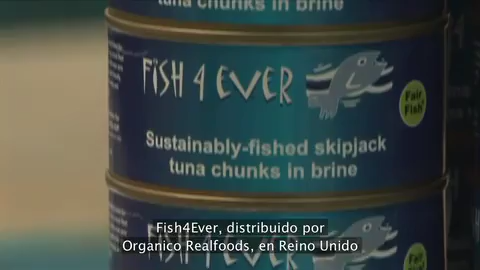 tuna chunks in brine
FiSH 4 EVER
Fair
Fish
Sustainably-fished skipjack
tuna chunks in brine
Fish4Ever, distribuido por
Organico Realfoods, en Reino Unido